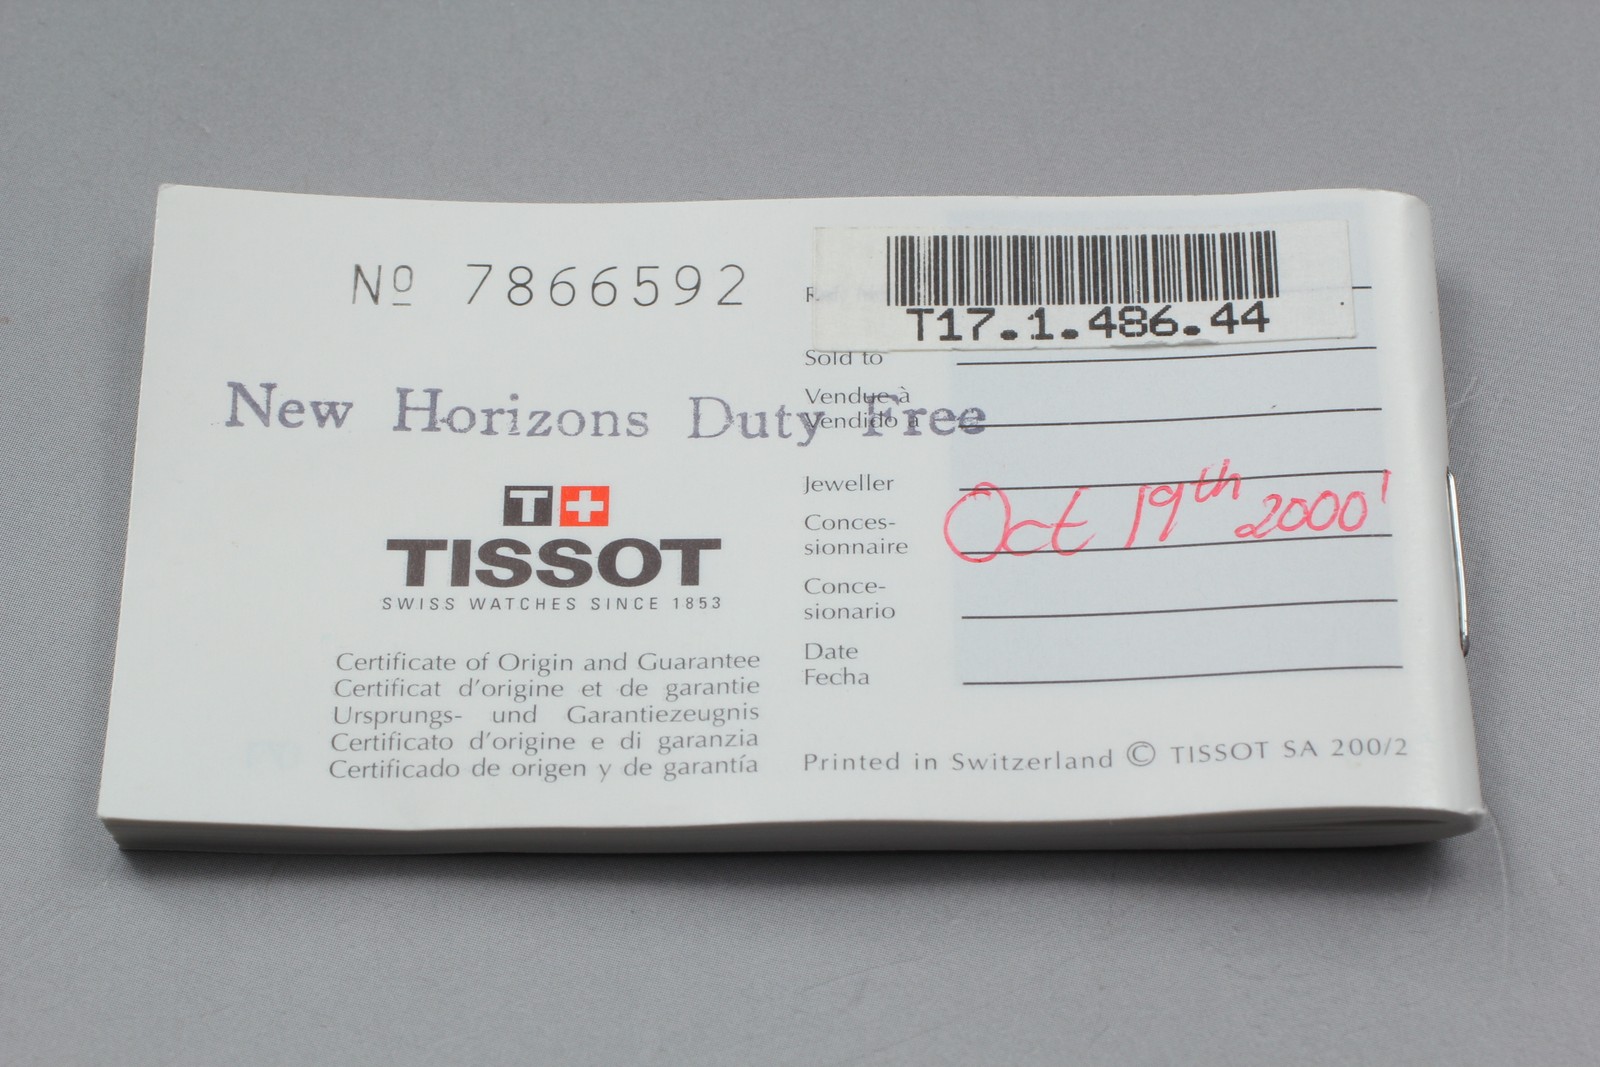 Nº 7866592
New Horizons Duty Free
T+
TISSOT
SWISS WATCHES SINCE 1853
Certificate of Origin and Guarantee
Certificat d'origine et de garantie
Ursprungs- und Garantiezeugnis
Certificato d'origine e di garanzia
Certificado de origen y de garantía
T17.1.486.44
Sold to
Vendue à
Vendido a
Jeweller
Conces-
sionnaire
Oct 19th 2000'
Conce-
sionario
Date
Fecha
Printed in Switzerland © TISSOT SA 200/2